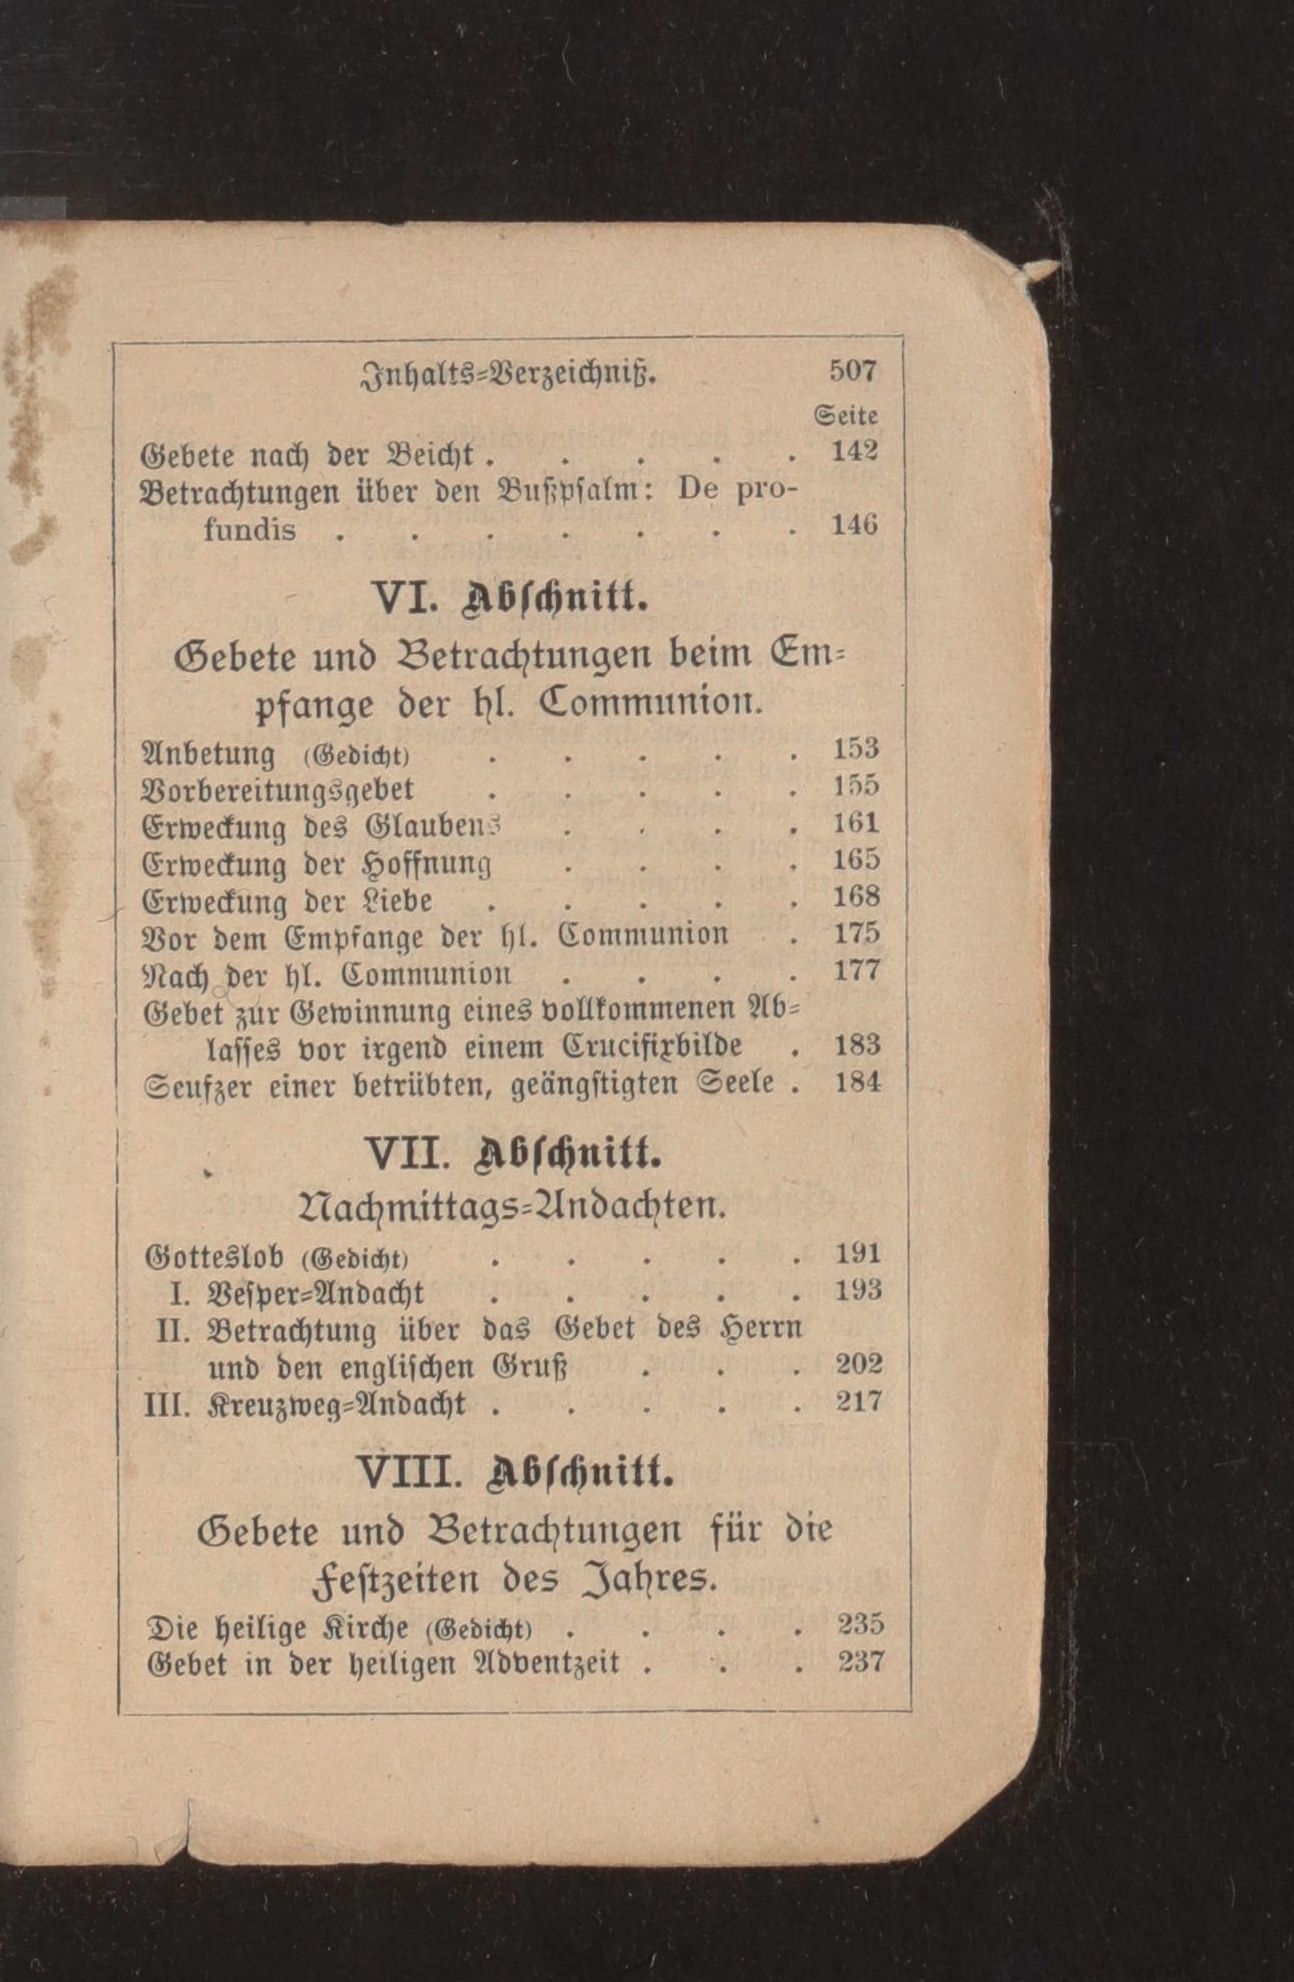 Inhalts-Verzeichniß. 507
Seite
Gebete nach der Beicht . . . . . 142
Betrachtungen über den Bußpsalm: De pro-
fundis . . . . . . . 146
VI. Abschnitt.
Gebete und Betrachtungen beim Em-
pfange der hl. Communion.
Anbetung (Gedicht) . . . . . 153
Vorbereitungsgebet . . . . . 155
Erweckung des Glaubens . . . . 161
Erweckung der Hoffnung . . . . 165
Erweckung der Liebe . . . . . 168
Vor dem Empfange der hl. Communion . 175
Nach der hl. Communion . . . . 177
Gebet zur Gewinnung eines vollkommenen Ab-
lasses vor irgend einem Crucifixbilde . 183
Seufzer einer betrübten, geängstigten Seele . 184
VII. Abschnitt.
Nachmittags-Andachten.
Gotteslob (Gedicht) . . . . . 191
I. Vesper-Andacht . . . . . 193
II. Betrachtung über das Gebet des Herrn
und den englischen Gruß . . . 202
III. Kreuzweg-Andacht . . . . . 217
VIII. Abschnitt.
Gebete und Betrachtungen für die
Festzeiten des Jahres.
Die heilige Kirche (Gedicht) . . . . 235
Gebet in der heiligen Adventzeit . . . 237